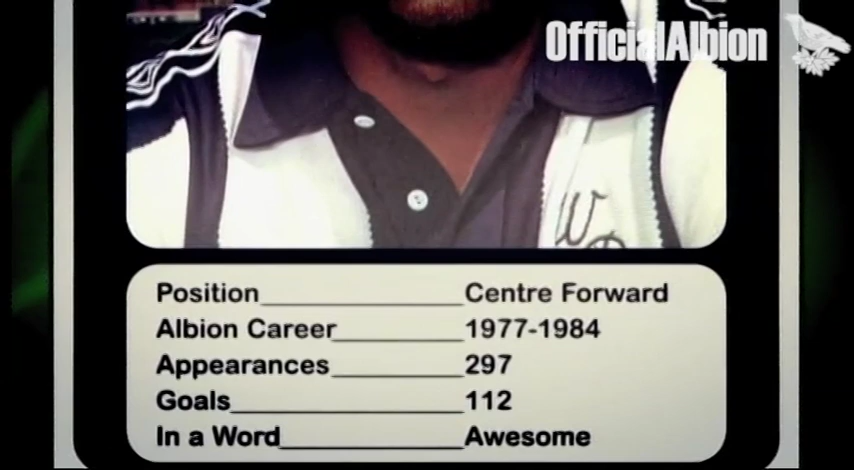 OfficialAlbion
W
B
Position Centre Forward
Albion Career 1977-1984
Appearances 297
Goals 112
In a Word Awesome